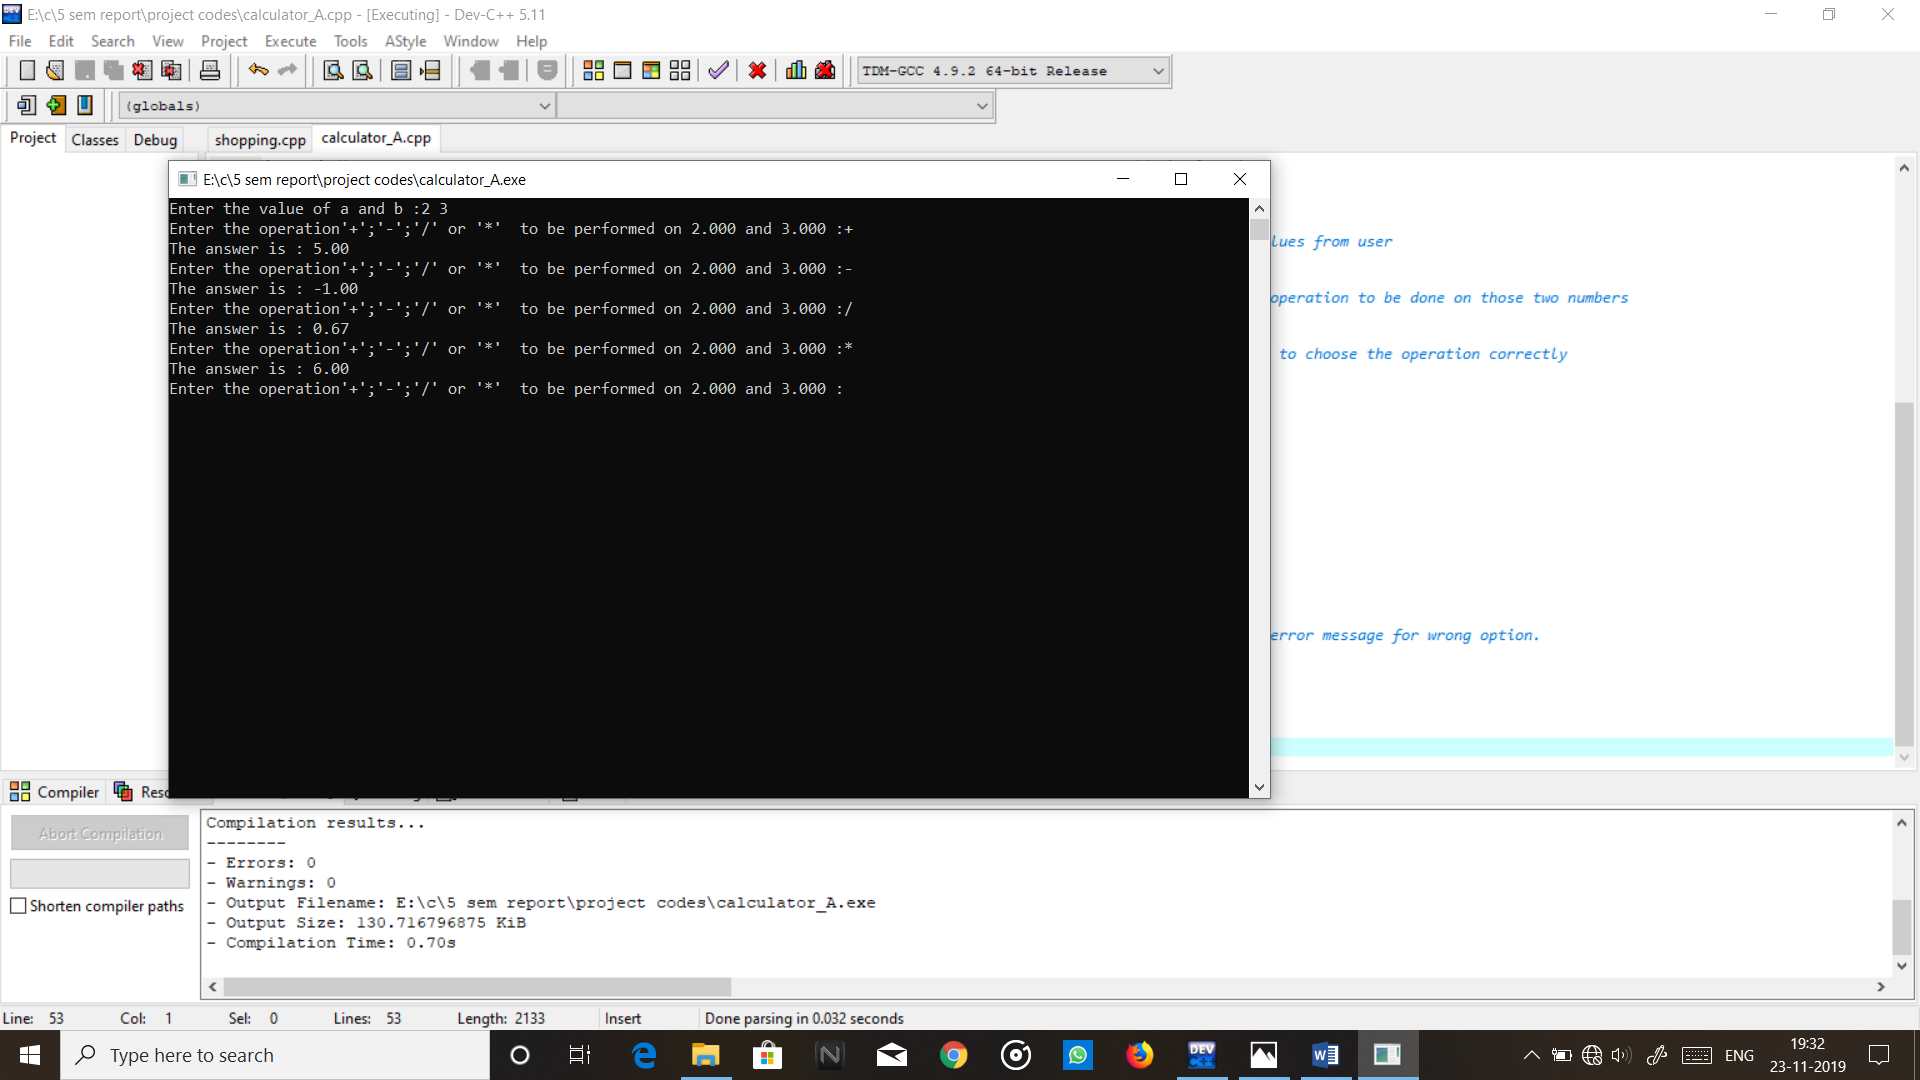 E:\c\5 sem report\project codes\calculator_A.cpp - [Executing] - Dev-C++ 5.11
File Edit Search View Project Execute Tools AStyle Window Help
TDM-GCC 4.9.2 64-bit Release
(globals)
Project Classes Debug shopping.cpp calculator_A.cpp
E:\c\5 sem report\project codes\calculator_A.exe
Enter the value of a and b :2 3
Enter the operation'+';'-';'/' or '*'  to be performed on 2.000 and 3.000 :+
The answer is : 5.00
Enter the operation'+';'-';'/' or '*'  to be performed on 2.000 and 3.000 :-
The answer is : -1.00
Enter the operation'+';'-';'/' or '*'  to be performed on 2.000 and 3.000 :/
The answer is : 0.67
Enter the operation'+';'-';'/' or '*'  to be performed on 2.000 and 3.000 :*
The answer is : 6.00
Enter the operation'+';'-';'/' or '*'  to be performed on 2.000 and 3.000 :
lues from user
operation to be done on those two numbers
to choose the operation correctly
error message for wrong option.
Compiler Reso
Abort Compilation
Shorten compiler paths
Compilation results...
--------
- Errors: 0
- Warnings: 0
- Output Filename: E:\c\5 sem report\project codes\calculator_A.exe
- Output Size: 130.716796875 KiB
- Compilation Time: 0.70s
Line: 53 Col: 1 Sel: 0 Lines: 53 Length: 2133 Insert Done parsing in 0.032 seconds
Type here to search
ENG
19:32
23-11-2019